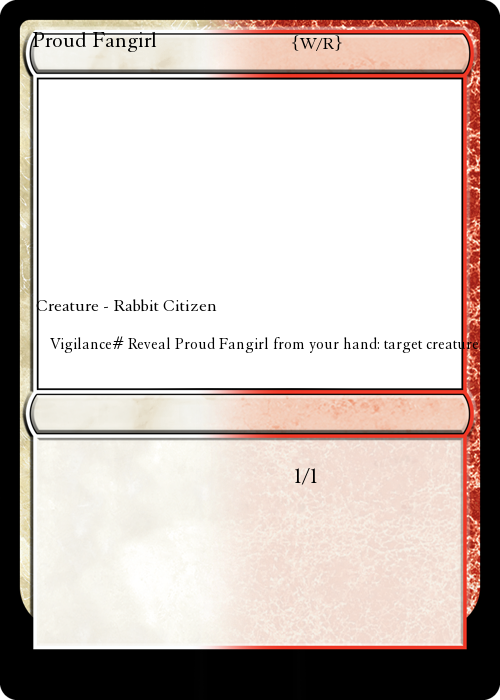 Proud Fangirl {W/R}
Creature - Rabbit Citizen
Vigilance# Reveal Proud Fangirl from your hand: target creature
1/1